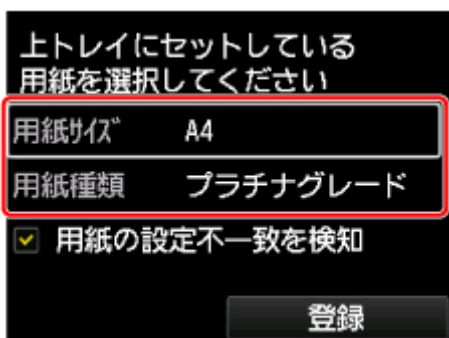 上トレイにセットしている
用紙を選択してください
用紙サイズ A4
用紙種類 プラチナグレード
用紙の設定不一致を検知
登録